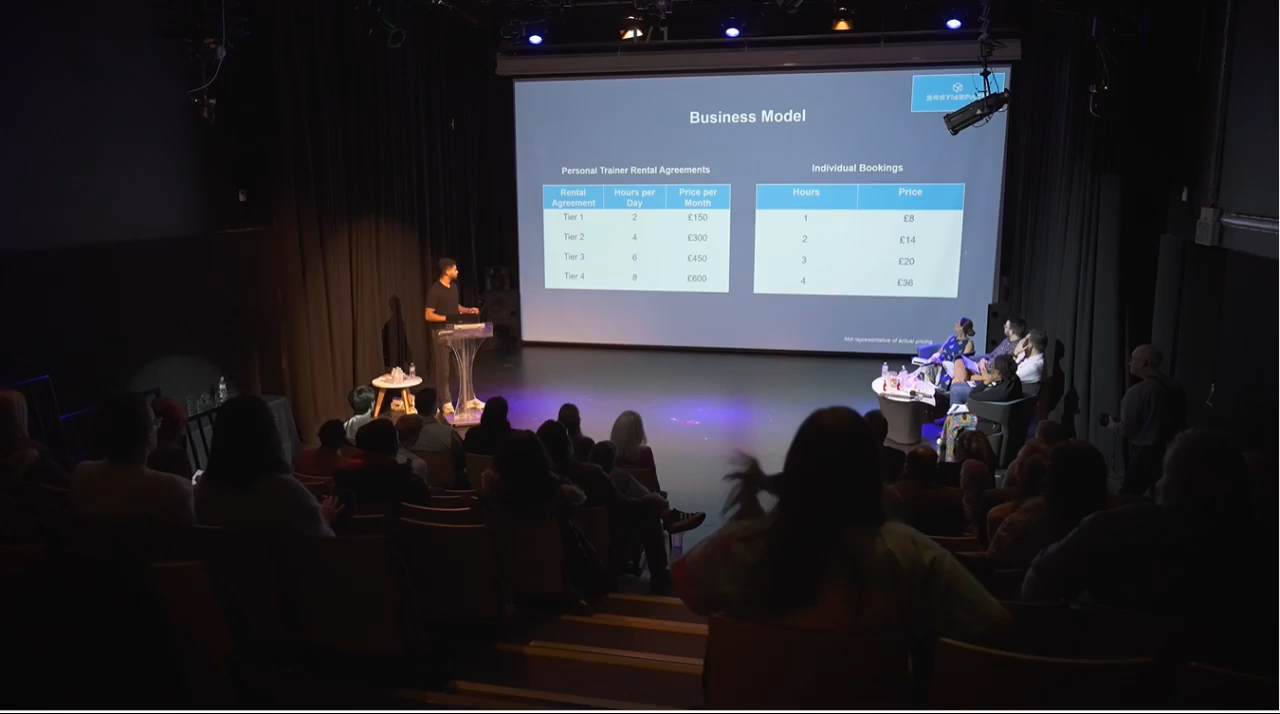 Business Model
Personal Trainer Rental Agreements
Rental Agreement Hours per Day Price per Month
Tier 1 2 £150
Tier 2 4 £300
Tier 3 6 £450
Tier 4 8 £600
Individual Bookings
Hours Price
1 £8
2 £14
3 £20
4 £36
Not representative of actual pricing